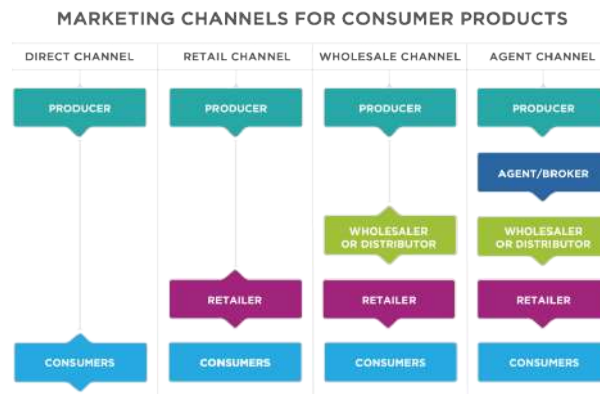 MARKETING CHANNELS FOR CONSUMER PRODUCTS
DIRECT CHANNEL
RETAIL CHANNEL
WHOLESALE CHANNEL
AGENT CHANNEL
PRODUCER
PRODUCER
PRODUCER
PRODUCER
AGENT/BROKER
WHOLESALER
OR DISTRIBUTOR
WHOLESALER
OR DISTRIBUTOR
RETAILER
RETAILER
RETAILER
CONSUMERS
CONSUMERS
CONSUMERS
CONSUMERS